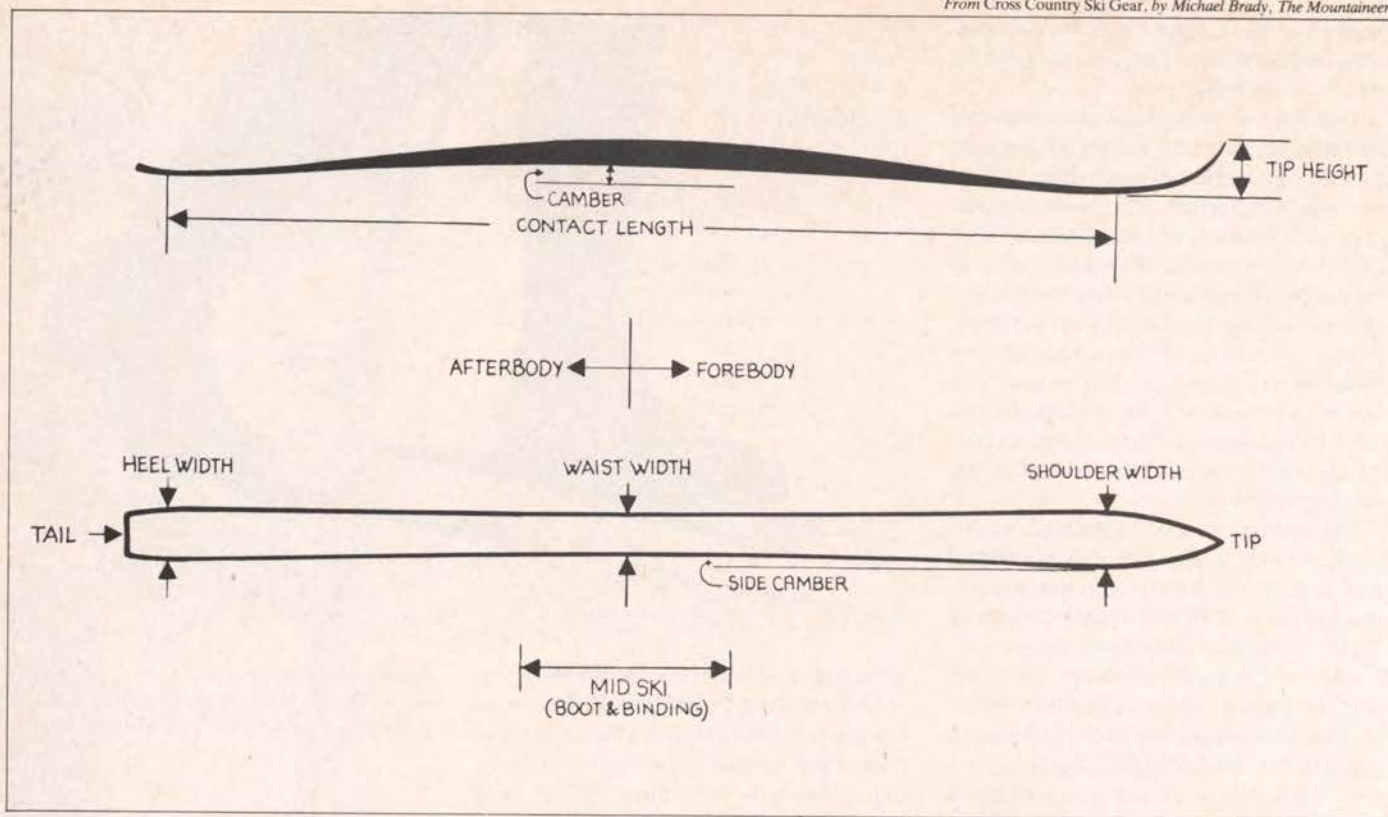 From Cross Country Ski Gear, by Michael Brady, The Mountaineer
TIP HEIGHT
CAMBER
CONTACT LENGTH
AFTERBODY
FOREBODY
HEEL WIDTH
WAIST WIDTH
SHOULDER WIDTH
TAIL
TIP
SIDE CAMBER
MID SKI
(BOOT & BINDING)